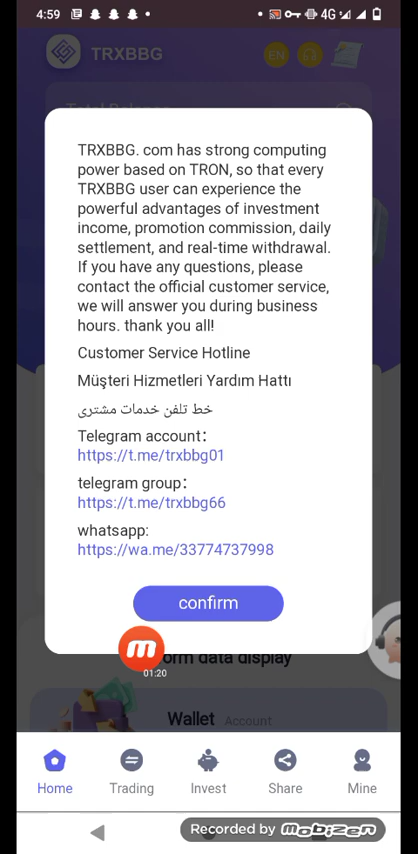 4:59
4G
TRXBBG
EN
Total Balance
TRXBBG. com has strong computing
power based on TRON, so that every
TRXBBG user can experience the
powerful advantages of investment
income, promotion commission, daily
settlement, and real-time withdrawal.
If you have any questions, please
contact the official customer service,
we will answer you during business
hours. thank you all!
Customer Service Hotline
Müşteri Hizmetleri Yardım Hattı
خط تلفن خدمات مشتری
Telegram account：
https://t.me/trxbbg01
telegram group：
https://t.me/trxbbg66
whatsapp:
https://wa.me/33774737998
confirm
01:20
orm data display
Wallet Account
Home Trading Invest Share Mine
Recorded by mobizen